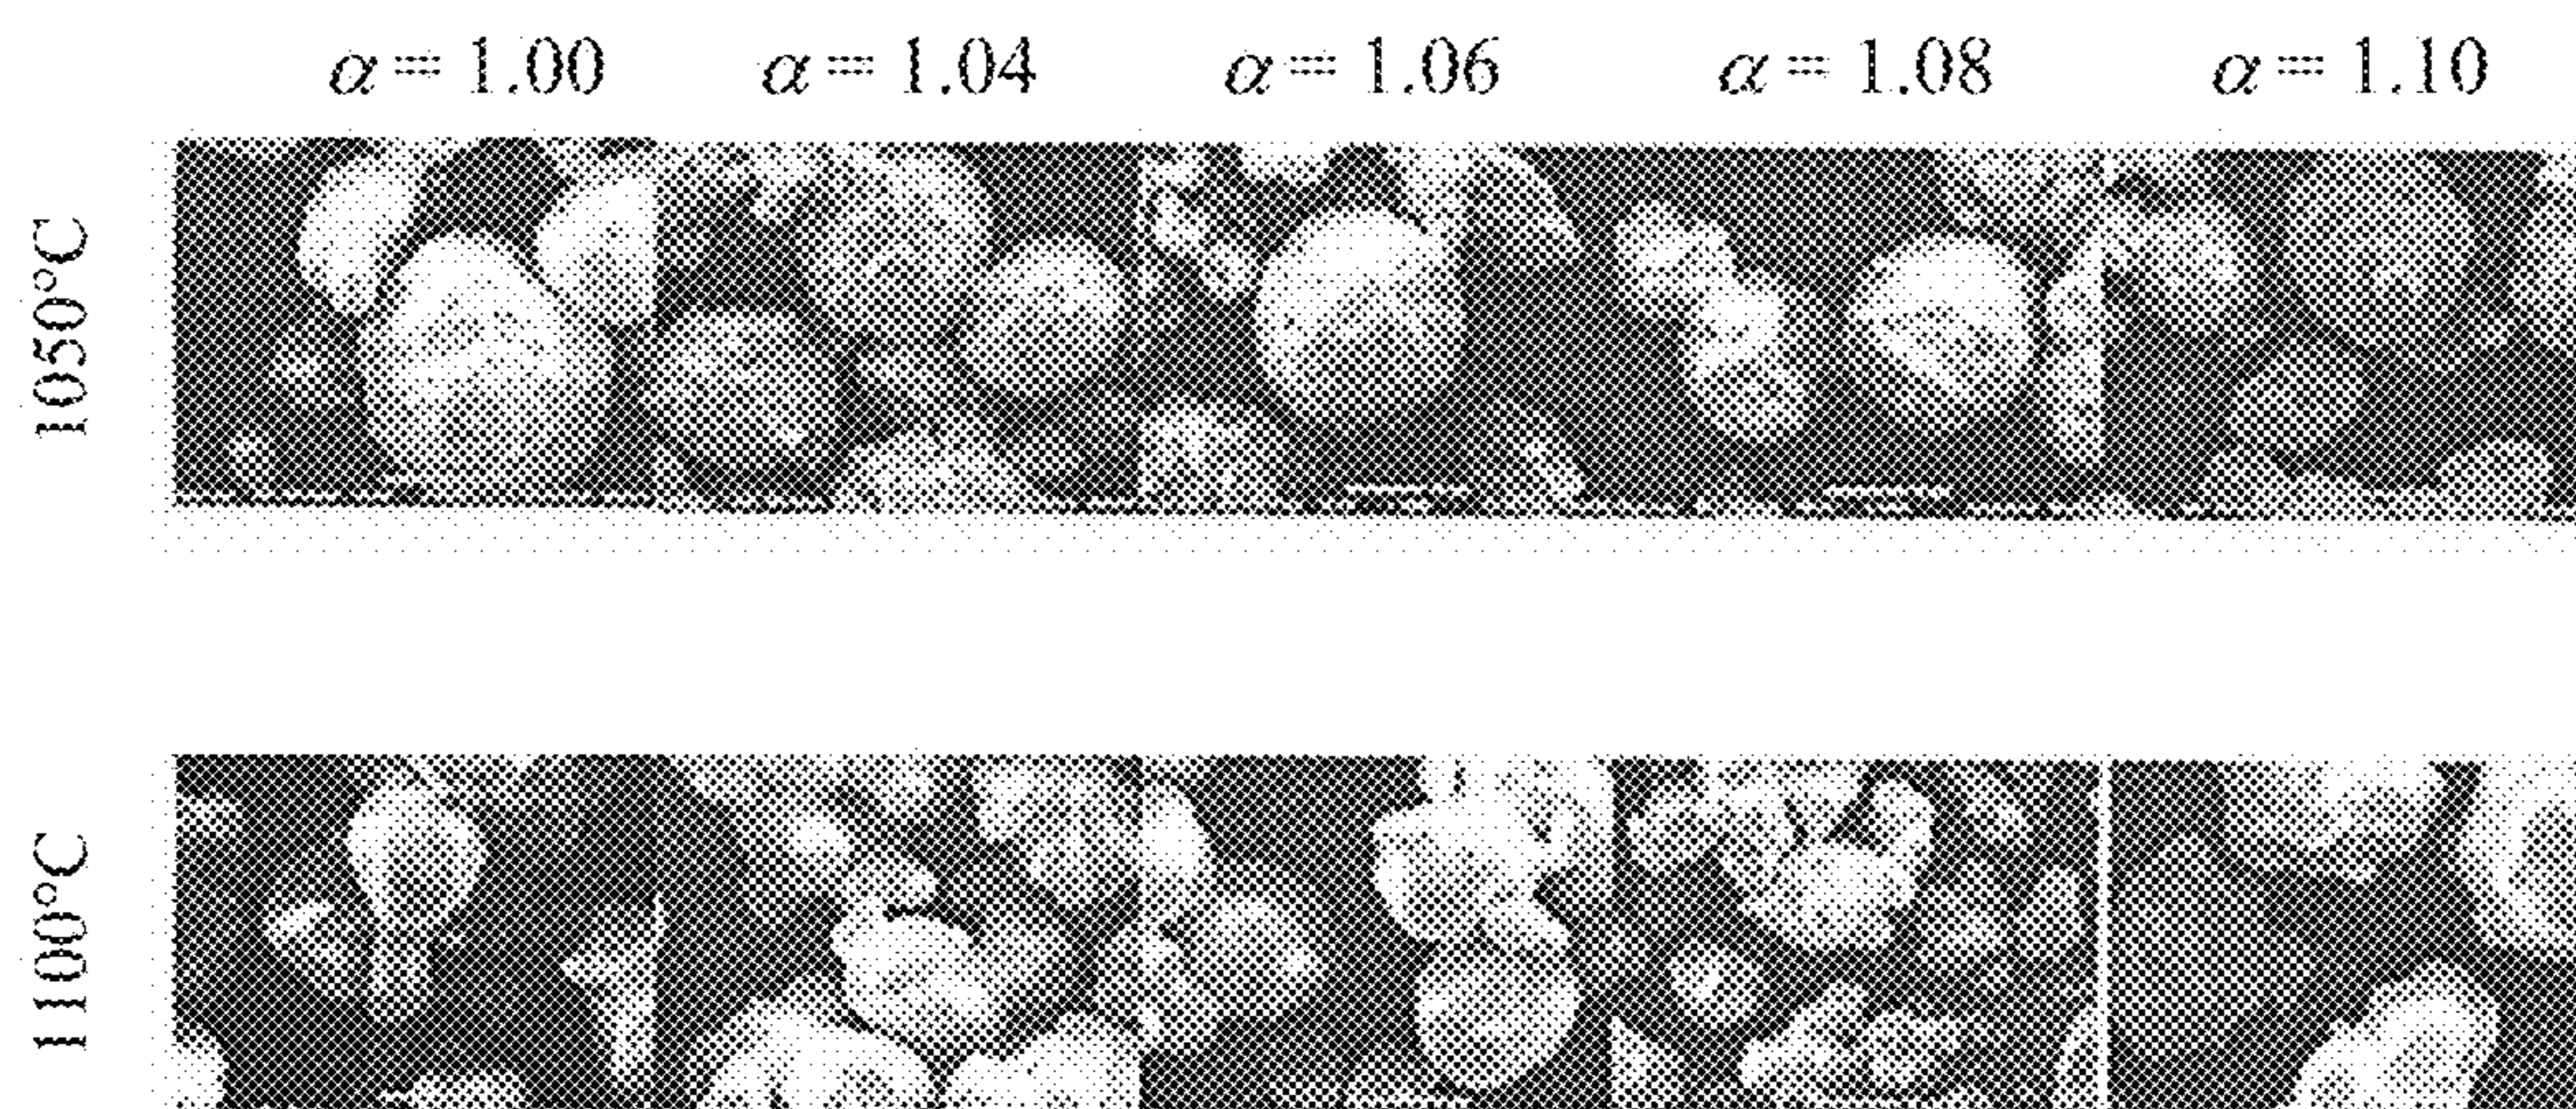 α = 1.00 α = 1.04 α = 1.06 α = 1.08 α = 1.10
1050°C
1100°C